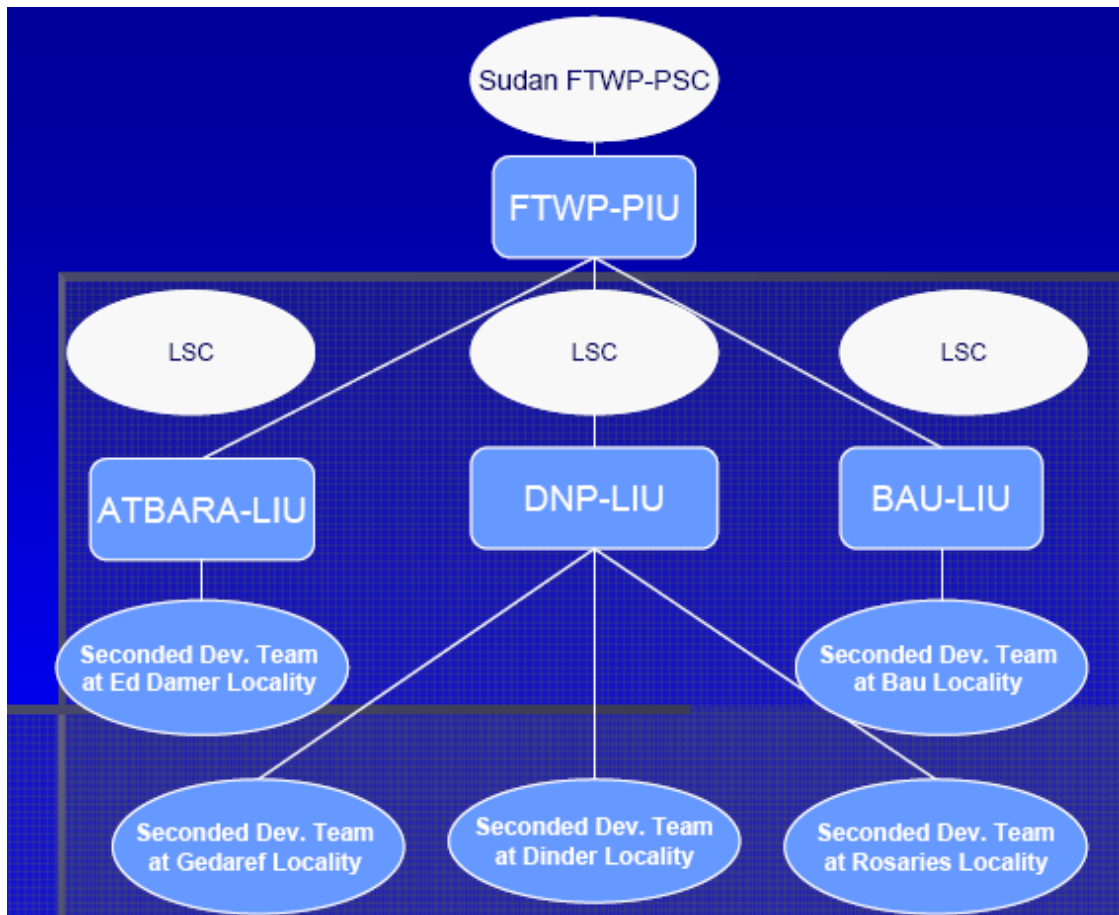 Sudan FTWP-PSC
FTWP-PIU
LSC
LSC
LSC
ATBARA-LIU
DNP-LIU
BAU-LIU
Seconded Dev. Team
at Ed Damer Locality
Seconded Dev. Team
at Bau Locality
Seconded Dev. Team
at Gedaref Locality
Seconded Dev. Team
at Dinder Locality
Seconded Dev. Team
at Rosaries Locality